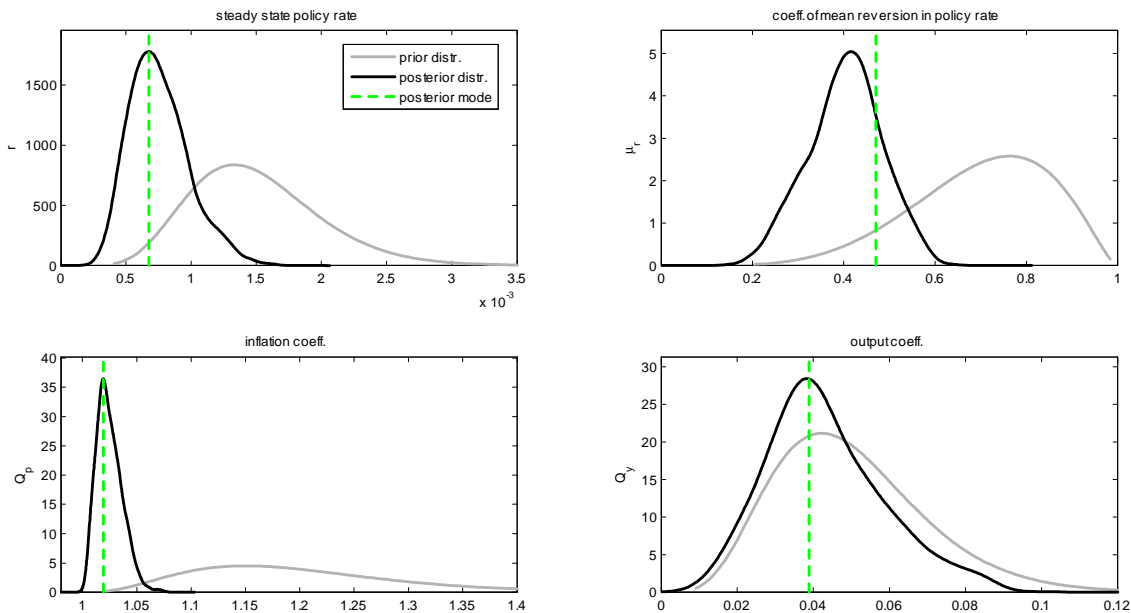 steady state policy rate
r
1500
1000
500
0
0 0.5 1 1.5 2 2.5 3 3.5
x 10-3
prior distr.
posterior distr.
posterior mode
coeff. of mean reversion in policy rate
μr
5
4
3
2
1
0
0 0.2 0.4 0.6 0.8 1
inflation coeff.
Qp
40
35
30
25
20
15
10
5
0
1 1.05 1.1 1.15 1.2 1.25 1.3 1.35 1.4
output coeff.
Qy
30
25
20
15
10
5
0
0 0.02 0.04 0.06 0.08 0.1 0.12